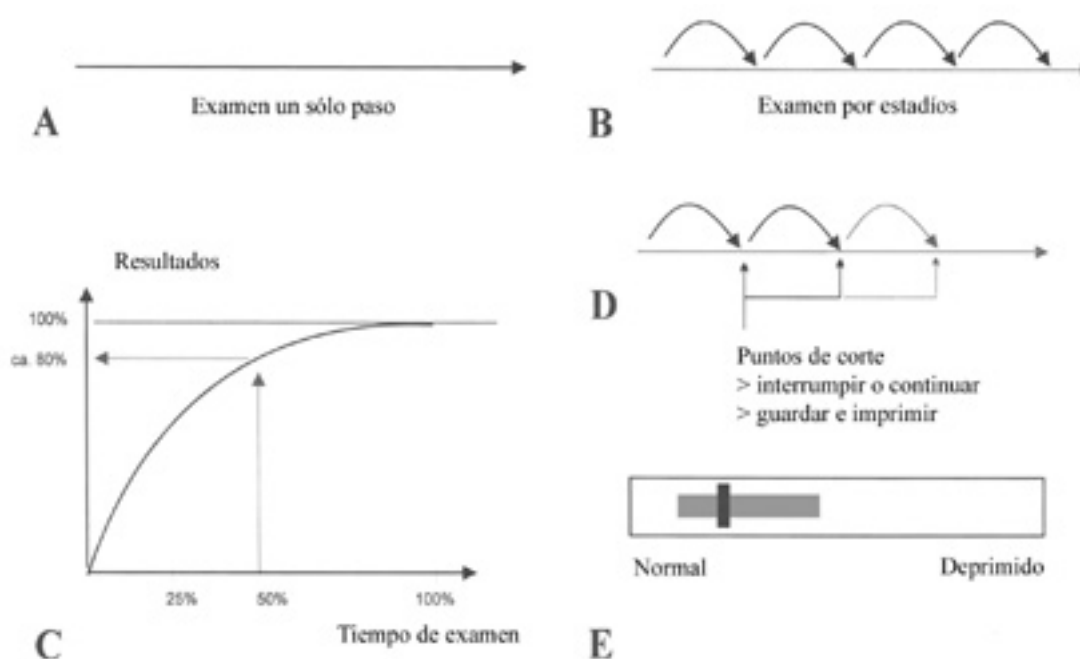 Examen un sólo paso
A
Examen por estadíos
B
Resultados
100%
ca. 80%
25%
50%
100%
Tiempo de examen
C
D
Puntos de corte
> interrumpir o continuar
> guardar e imprimir
Normal
Deprimido
E